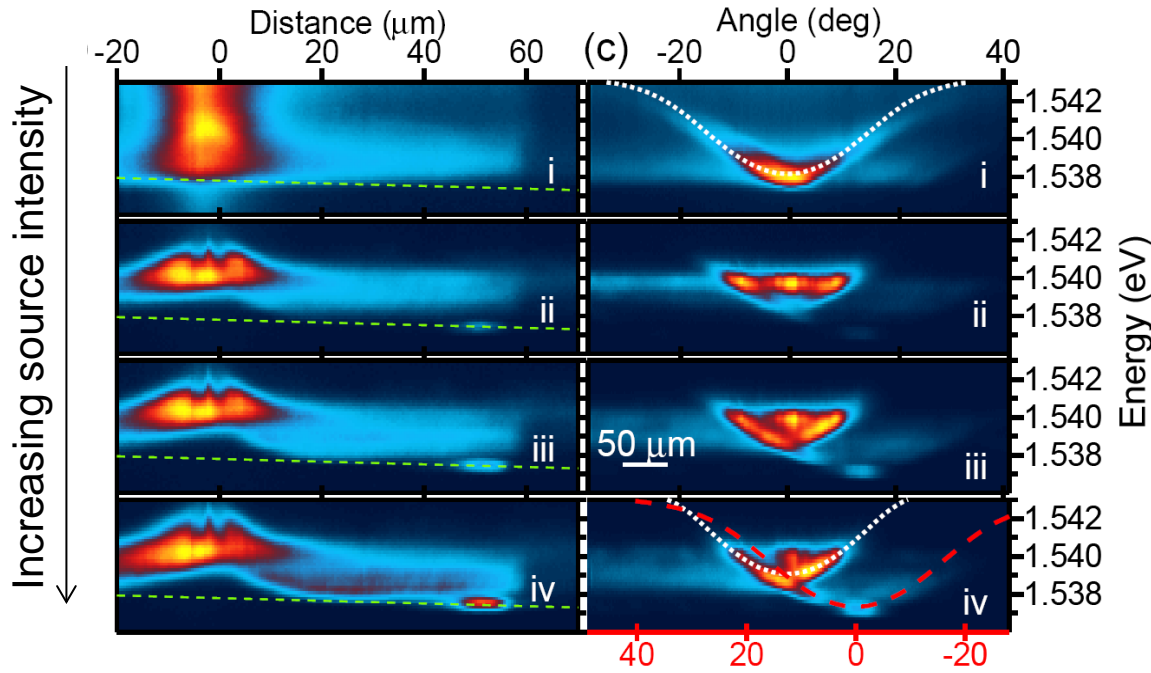 Distance (μm)
Angle (deg)
-20 0 20 40 60 (c) -20 0 20 40
Increasing source intensity
i
i
1.542
1.540
1.538
ii
ii
1.542
1.540
1.538
iii
50 μm
iii
1.542
1.540
1.538
iv
iv
1.542
1.540
1.538
Energy (eV)
40 20 0 -20